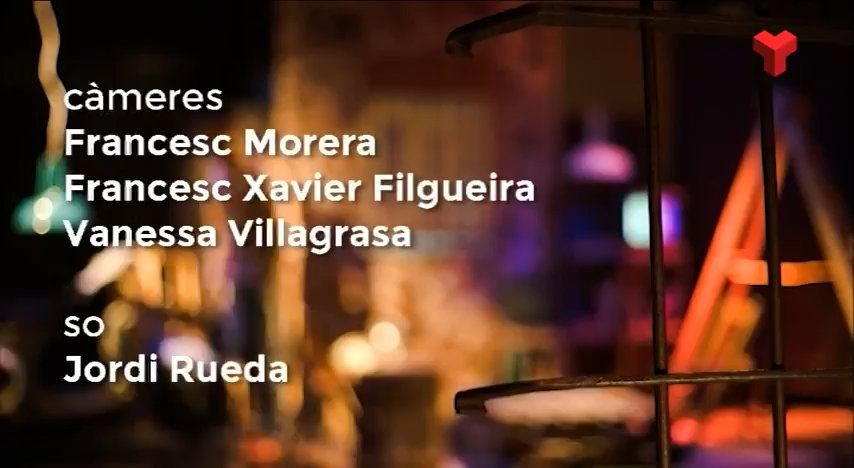 càmeres
Francesc Morera
Francesc Xavier Filgueira
Vanessa Villagrasa
so
Jordi Rueda